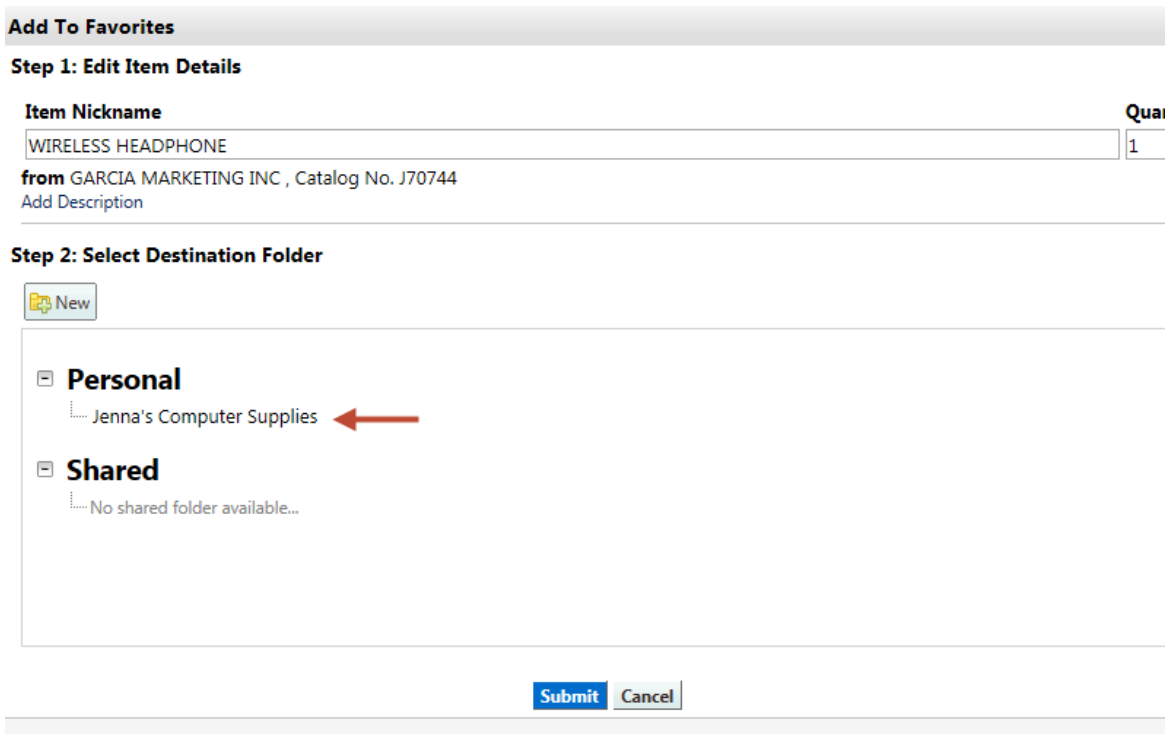 Add To Favorites
Step 1: Edit Item Details
Item Nickname
WIRELESS HEADPHONE
1
from GARCIA MARKETING INC , Catalog No. J70744
Add Description
Step 2: Select Destination Folder
New
Personal
Jenna's Computer Supplies
Shared
No shared folder available...
Submit Cancel